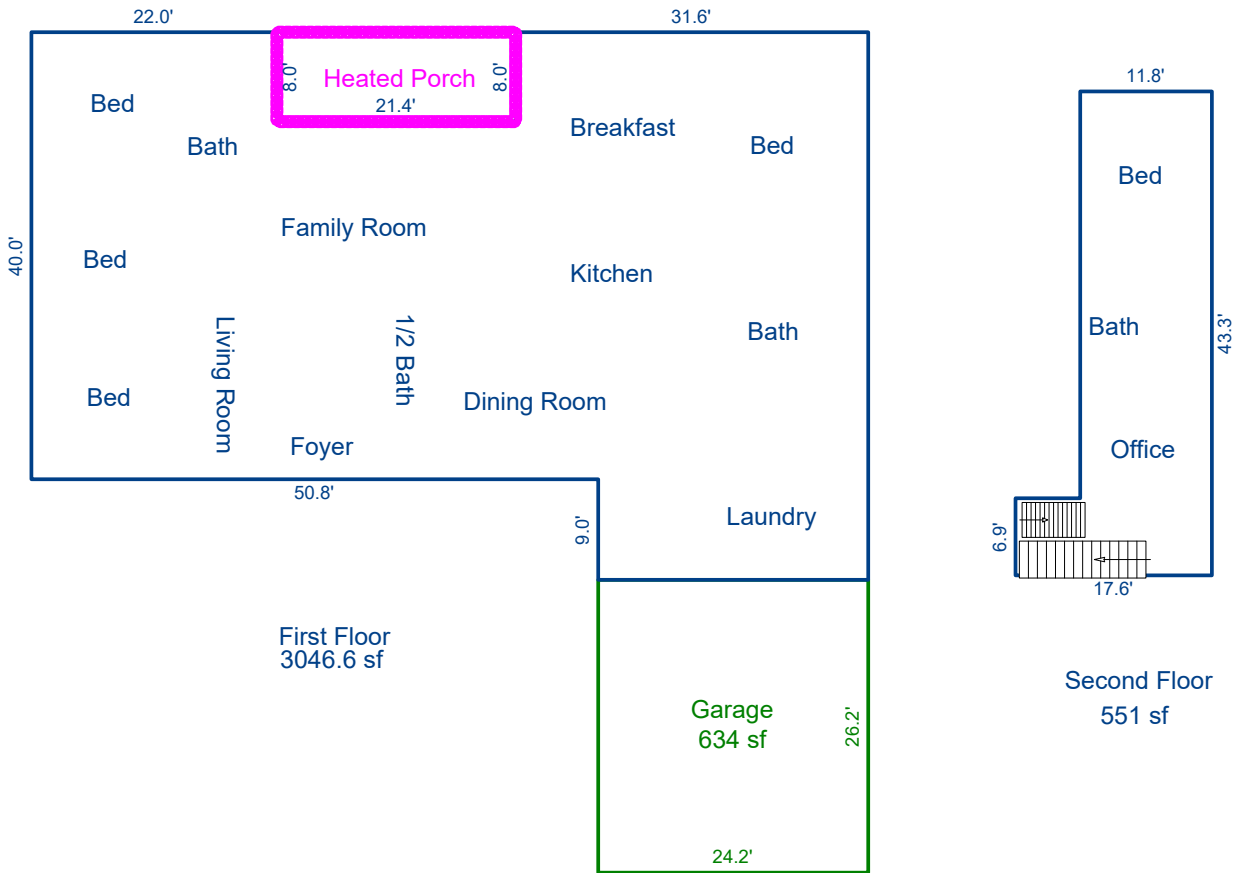 22.0'
31.6'
11.8'
8.0'
Heated Porch
8.0'
21.4'
Bed
Bath
Breakfast
Bed
Bed
Family Room
40.0'
Bed
Kitchen
Living Room
1/2 Bath
Bath
Bath
43.3'
Bed
Dining Room
Foyer
Office
50.8'
9.0'
Laundry
6.9'
17.6'
First Floor
3046.6 sf
Second Floor
551 sf
Garage
634 sf
26.2'
24.2'